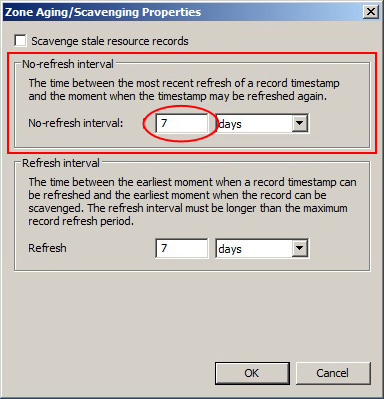 Zone Aging/Scavenging Properties
Scavenge stale resource records
No-refresh interval
The time between the most recent refresh of a record timestamp
and the moment when the timestamp may be refreshed again.
No-refresh interval: 7 days
Refresh interval
The time between the earliest moment when a record timestamp can
be refreshed and the earliest moment when the record can be
scavenged. The refresh interval must be longer than the maximum
record refresh period.
Refresh 7 days
OK Cancel